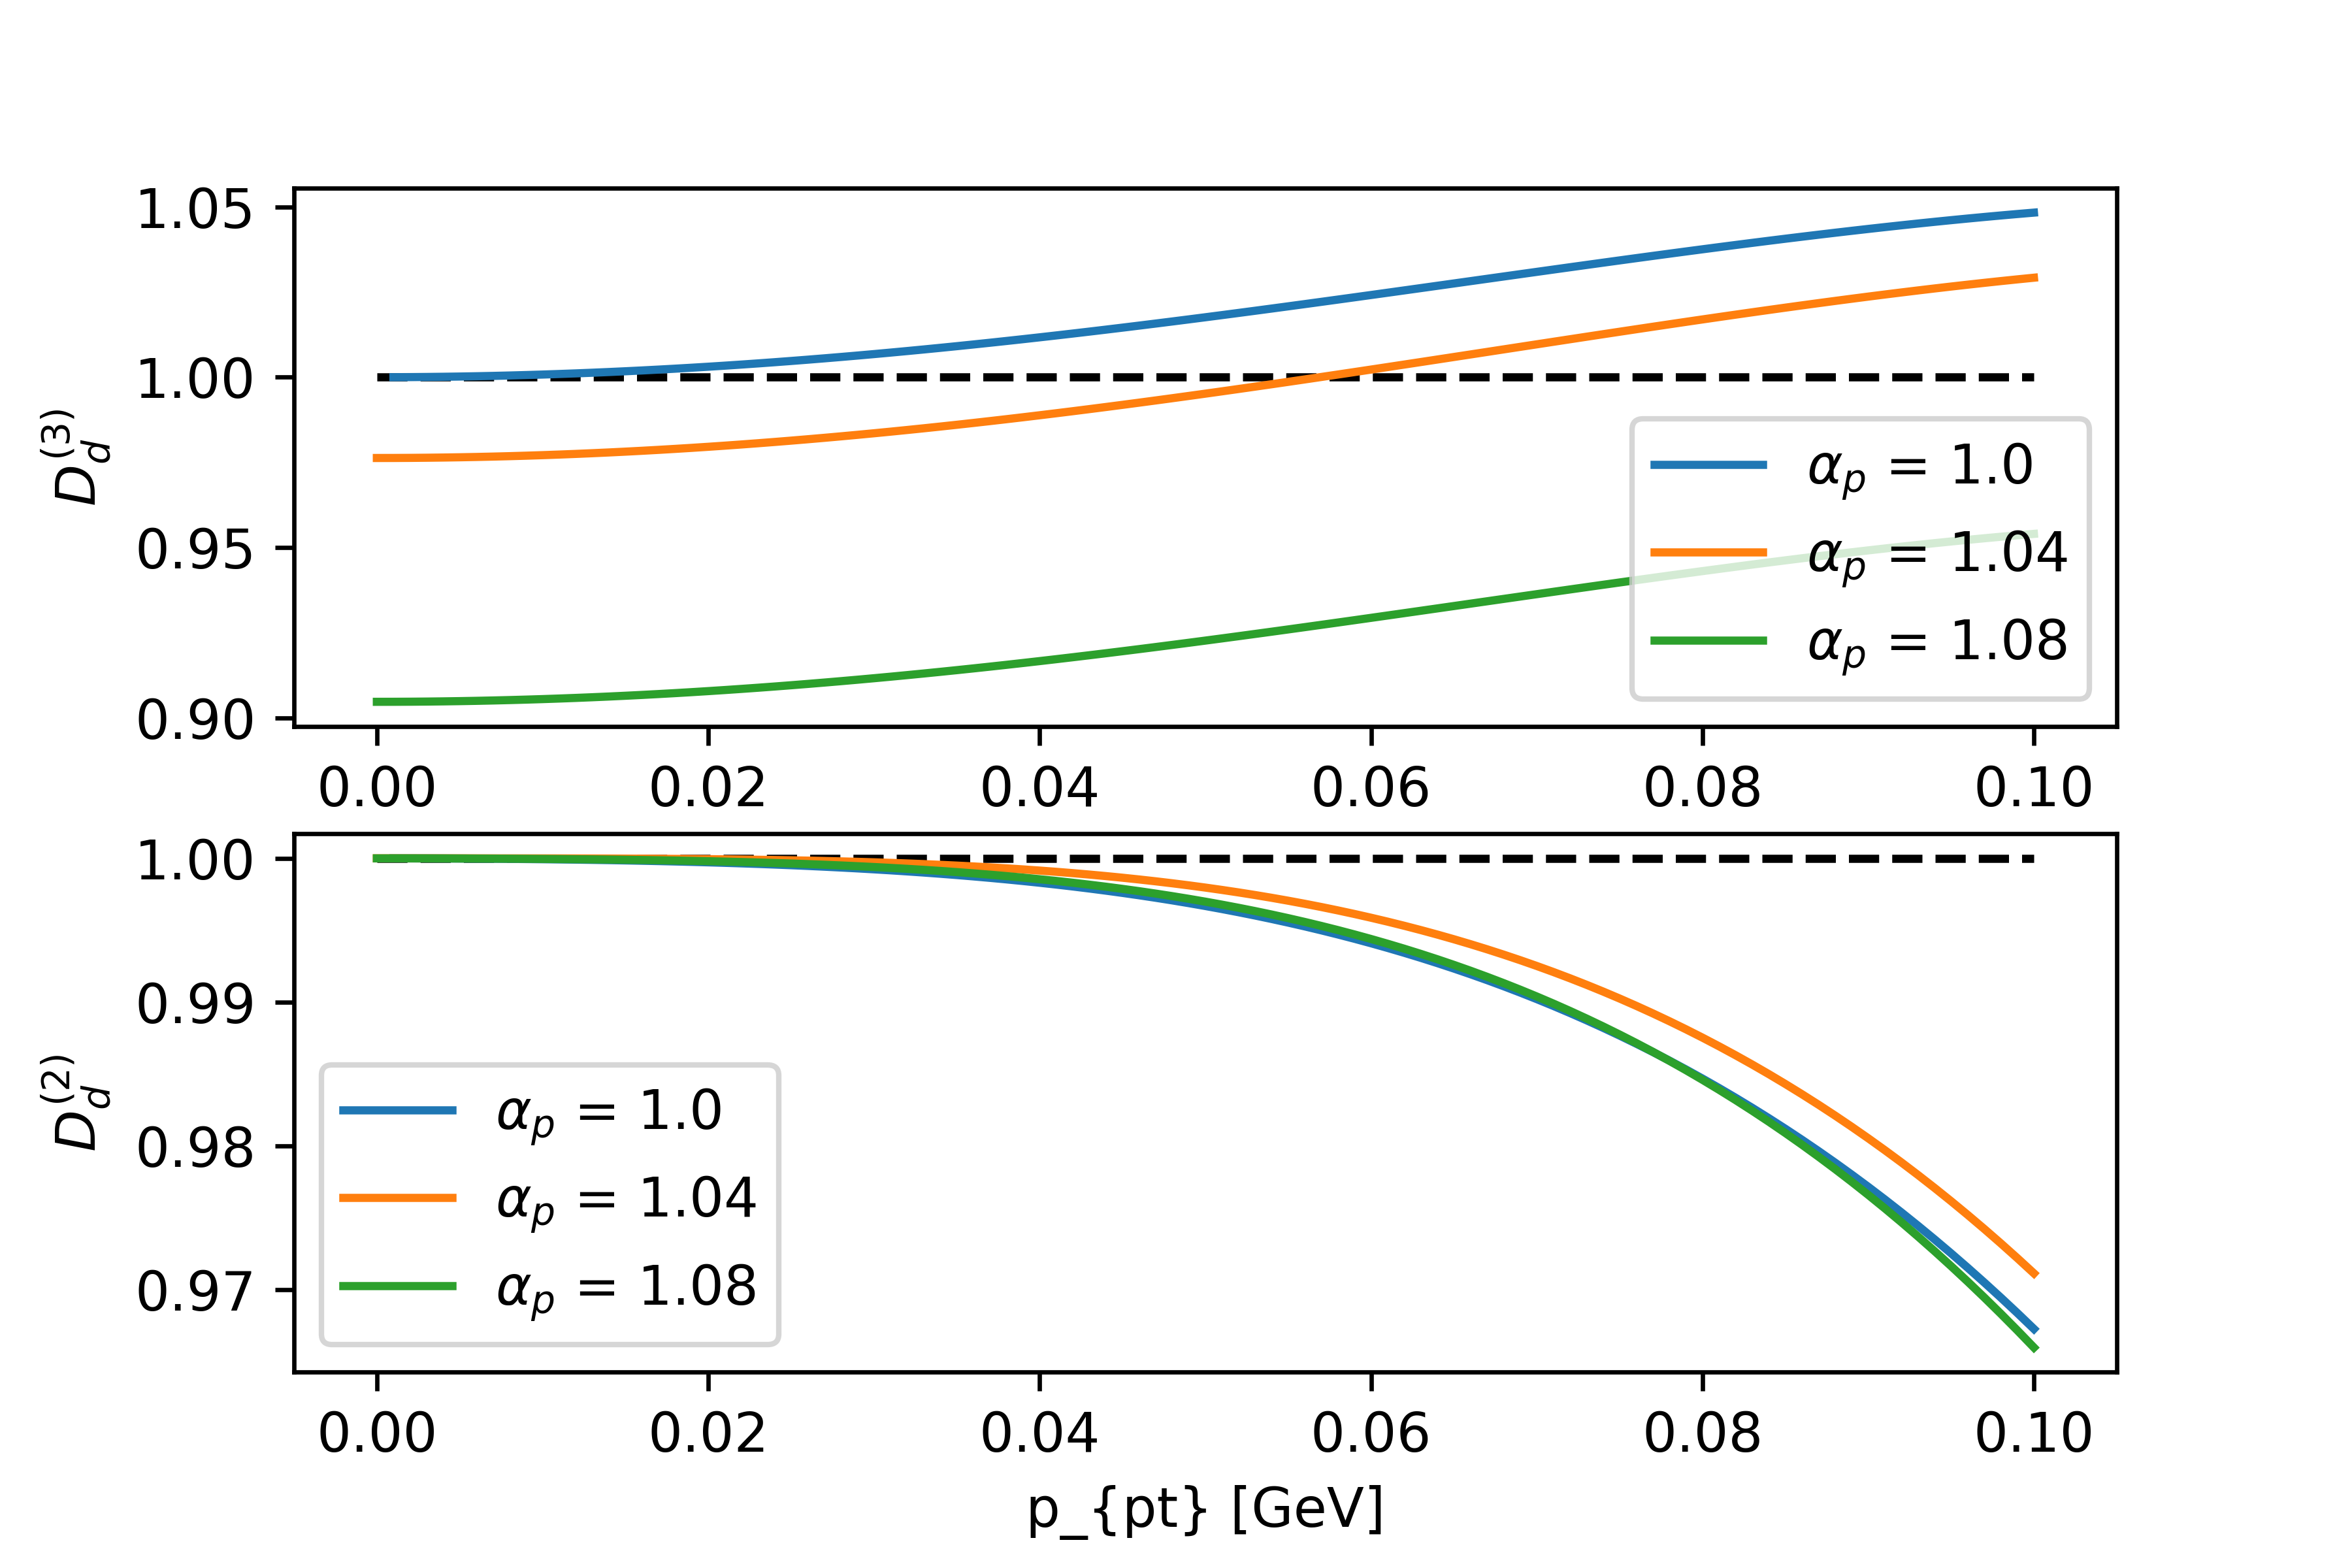 1.05
1.00
0.95
0.90
D_d^{(3)}
α_p = 1.0
α_p = 1.04
α_p = 1.08
0.00 0.02 0.04 0.06 0.08 0.10
1.00
0.99
0.98
0.97
D_d^{(2)}
α_p = 1.0
α_p = 1.04
α_p = 1.08
0.00 0.02 0.04 0.06 0.08 0.10
p_{pt} [GeV]